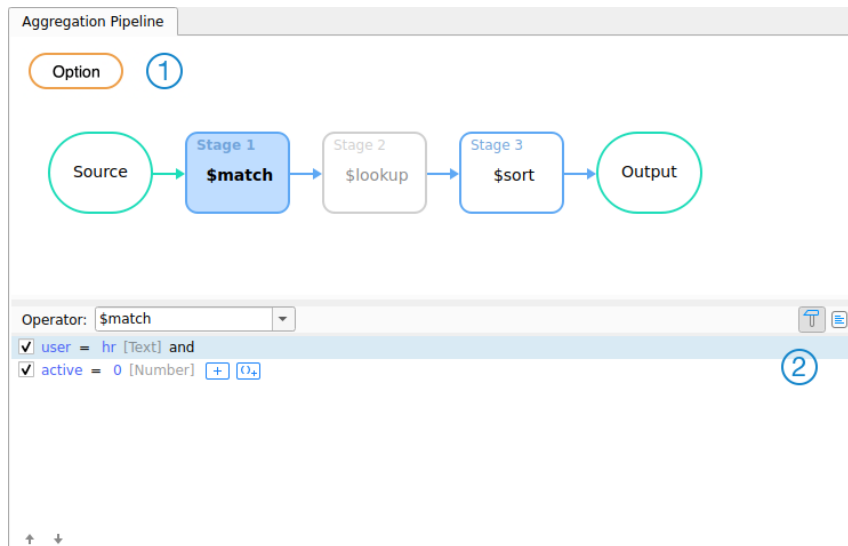 Aggregation Pipeline
Option 1
Stage 1 Stage 2 Stage 3
Source $match $lookup $sort Output
Operator: $match
user = hr [Text] and
active = 0 [Number] + ()+
2